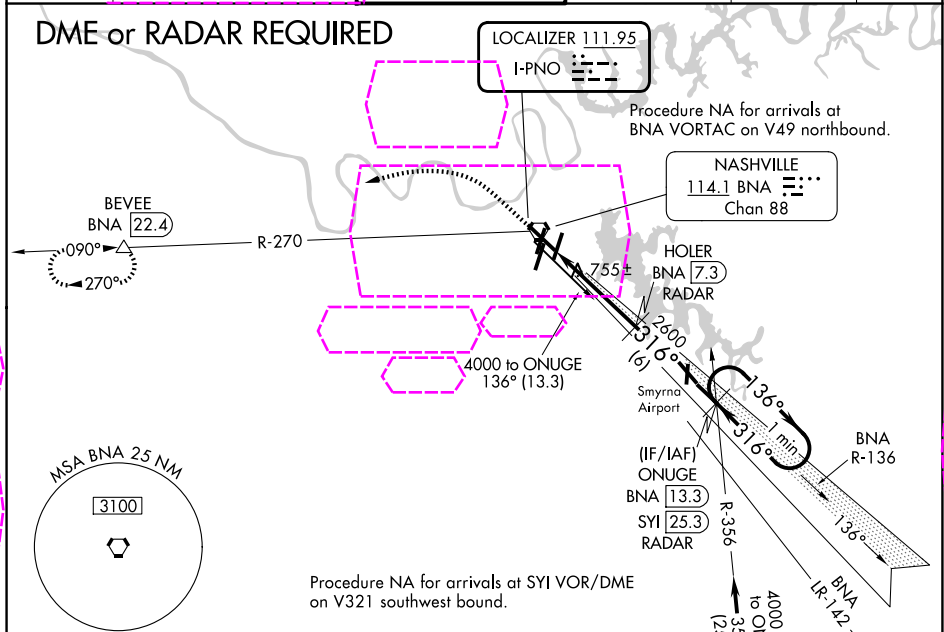 DME or RADAR REQUIRED
LOCALIZER 111.95
I-PNO
Procedure NA for arrivals at
BNA VORTAC on V49 northbound.
NASHVILLE
114.1 BNA
Chan 88
BEVEE
BNA 22.4
090°
270°
R-270
HOLER
BNA 7.3
RADAR
755±
2600
316°
(6)
4000 to ONUGE
136° (13.3)
Smyrna
Airport
136°
1 min
316°
BNA
R-136
(IF/IAF)
ONUGE
BNA 13.3
SYI 25.3
RADAR
R-356
136°
BNA
LR-142
MSA BNA 25 NM
3100
Procedure NA for arrivals at SYI VOR/DME
on V321 southwest bound.
4000